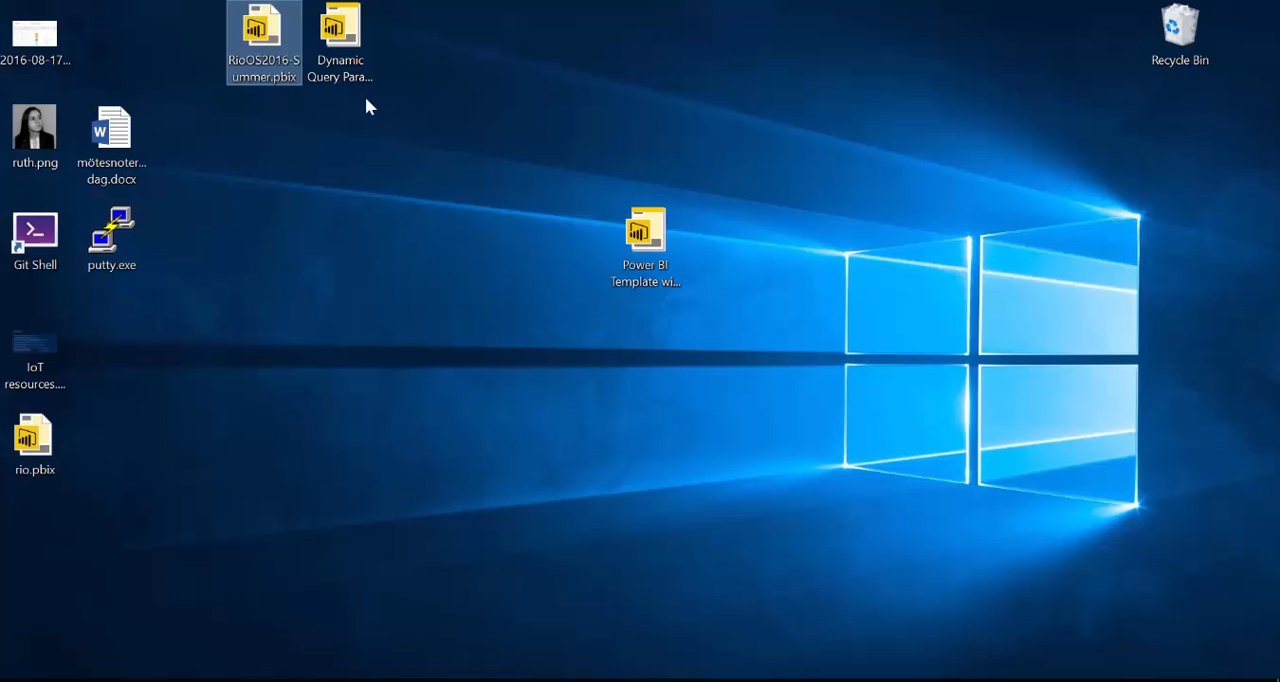 2016-08-17...
RioOS2016-S
ummer.pbix
Dynamic
Query Para...
Recycle Bin
ruth.png
W
mötesnoter...
dag.docx
Git Shell
putty.exe
Power BI
Template wi...
IoT
resources....
rio.pbix